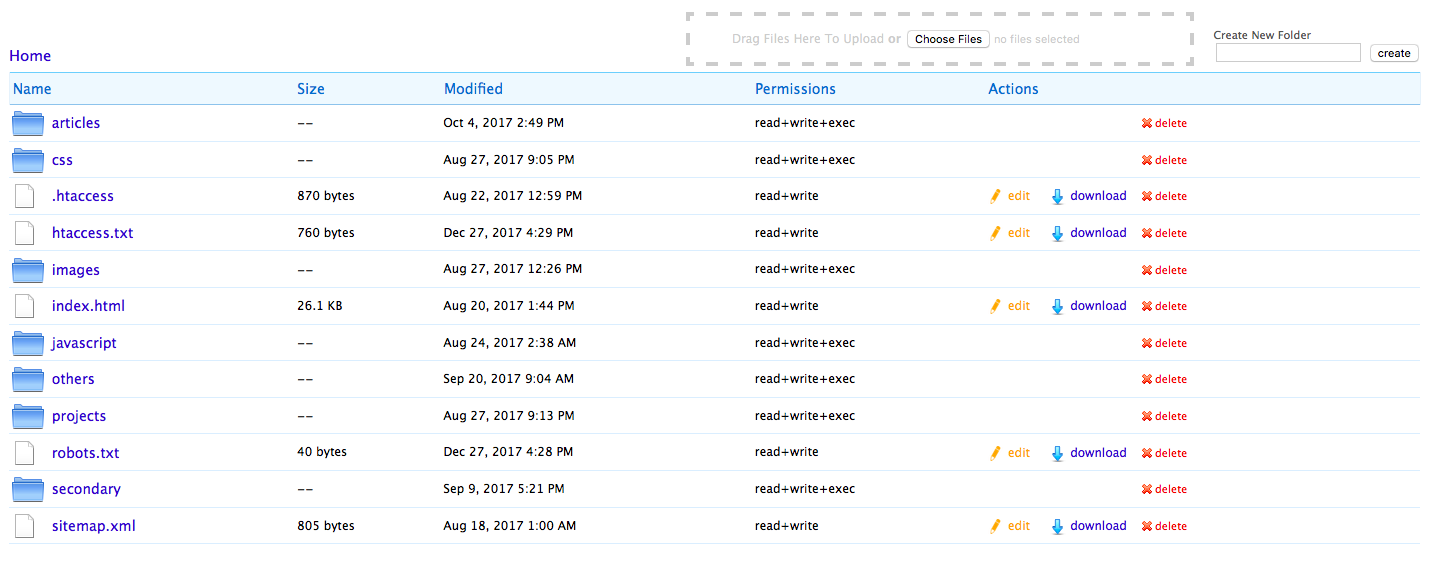 Drag Files Here To Upload or Choose Files no files selected
Create New Folder
create
Home
Name Size Modified Permissions Actions
articles -- Oct 4, 2017 2:49 PM read+write+exec delete
css -- Aug 27, 2017 9:05 PM read+write+exec delete
.htaccess 870 bytes Aug 22, 2017 12:59 PM read+write edit download delete
htaccess.txt 760 bytes Dec 27, 2017 4:29 PM read+write edit download delete
images -- Aug 27, 2017 12:26 PM read+write+exec delete
index.html 26.1 KB Aug 20, 2017 1:44 PM read+write edit download delete
javascript -- Aug 24, 2017 2:38 AM read+write+exec delete
others -- Sep 20, 2017 9:04 AM read+write+exec delete
projects -- Aug 27, 2017 9:13 PM read+write+exec delete
robots.txt 40 bytes Dec 27, 2017 4:28 PM read+write edit download delete
secondary -- Sep 9, 2017 5:21 PM read+write+exec delete
sitemap.xml 805 bytes Aug 18, 2017 1:00 AM read+write edit download delete